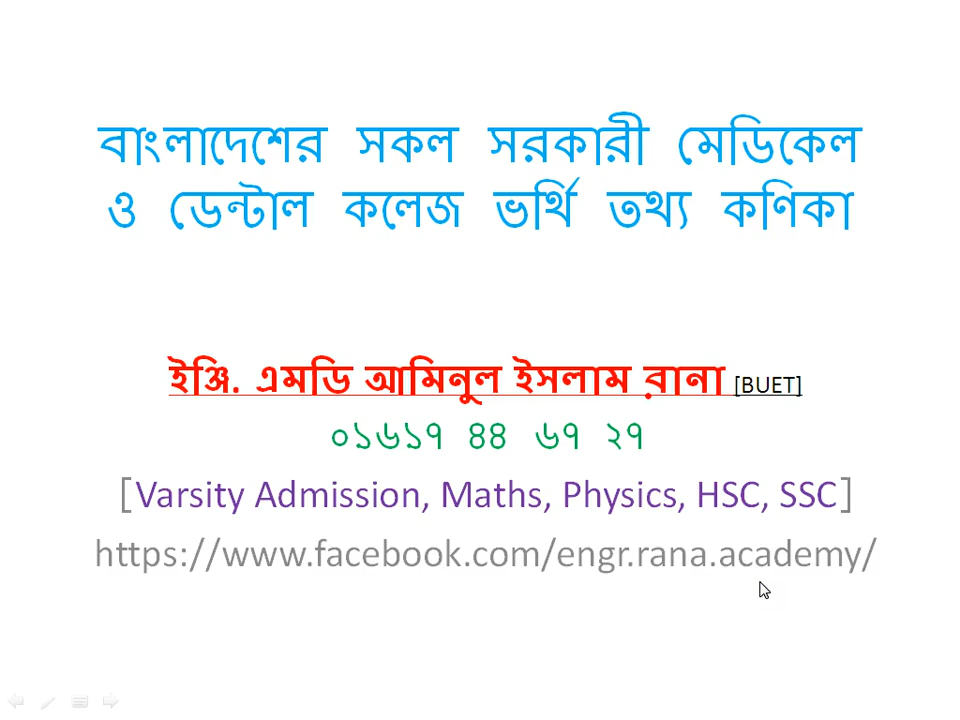 বাংলাদেশের সকল সরকারী মেডিকেল
ও ডেন্টাল কলেজ ভর্থি তথ্য কণিকা
ইঞ্জি. এমডি আমিনুল ইসলাম রানা [BUET]
০১৬১৭ ৪৪ ৬৭ ২৭
[Varsity Admission, Maths, Physics, HSC, SSC]
https://www.facebook.com/engr.rana.academy/